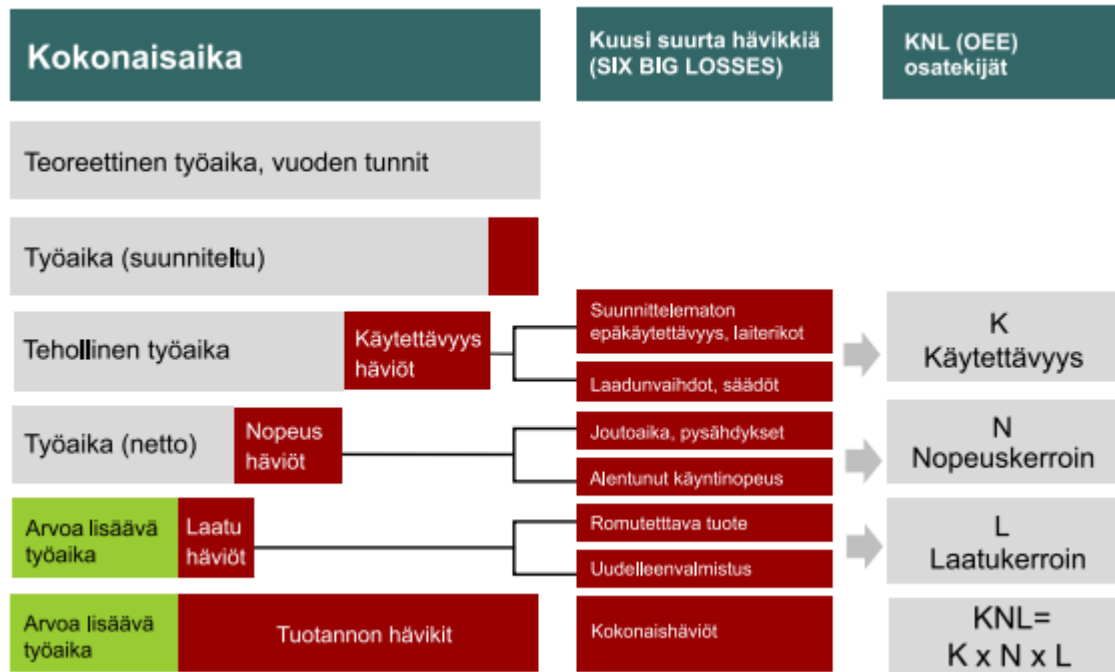 Kokonaisaika
Kuusi suurta hävikkiä
(SIX BIG LOSSES)
KNL (OEE)
osatekijät
Teoreettinen työaika, vuoden tunnit
Työaika (suunniteltu)
Tehollinen työaika
Käytettävyys
häviöt
Suunnittelematon
epäkäytettävyys, laiterikot
Laadunvaihdot, säädöt
K
Käytettävyys
Työaika (netto)
Nopeus
häviöt
Joutoaika, pysähdykset
Alentunut käyntinopeus
N
Nopeuskerroin
Arvoa lisäävä
työaika
Laatu
häviöt
Romutetttava tuote
Uudelleenvalmistus
L
Laatukerroin
Arvoa lisäävä
työaika
Tuotannon hävikit
Kokonaishäviöt
KNL=
K x N x L